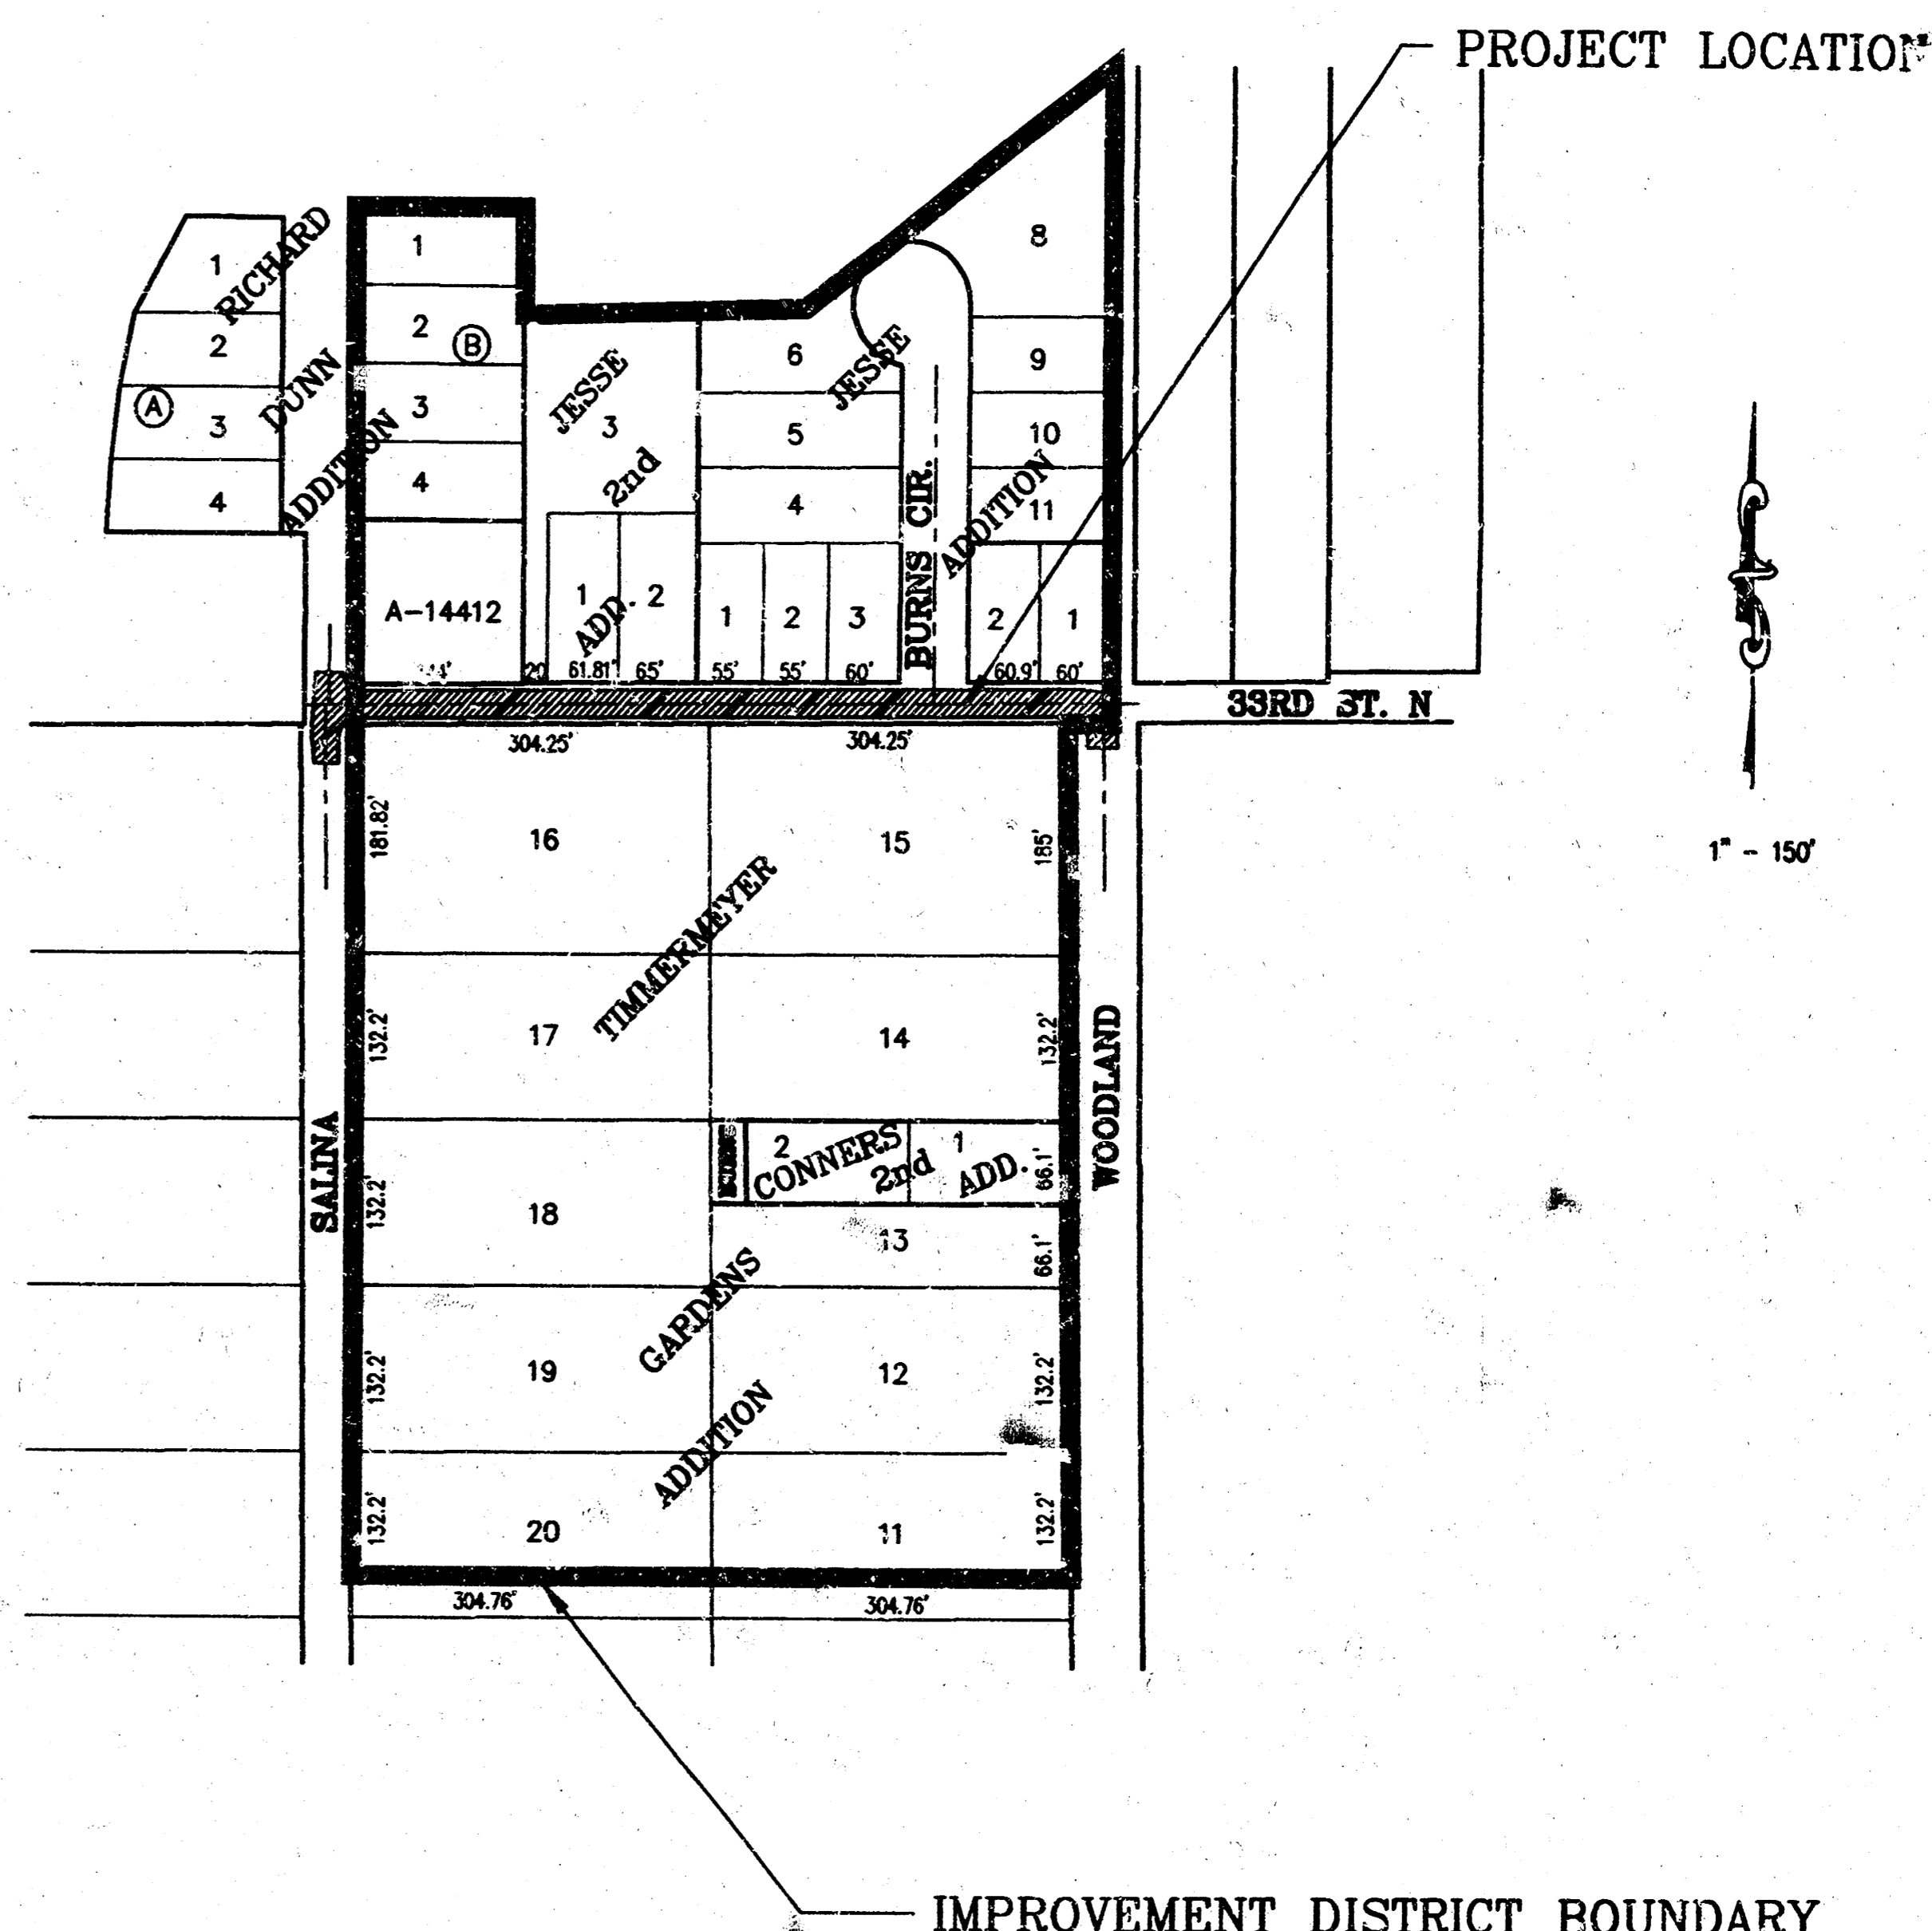 PROJECT LOCATION
1
2
3
4
A
RICHARD
DUNN
ADDITION
1
2
B
3
4
A-14412
JESSE
3
2nd
1
ADD.
2
20
61.81'
65'
6
JESSE
5
4
1
2
3
55'
55'
60'
BURNS CIR.
8
9
10
ADDITION
11
2
1
60.9'
60'
33RD ST. N
304.25'
304.25'
181.82'
16
15
185'
1" - 150'
TIMMERMEYER
132.2'
17
14
132.2'
SALINA
WOODLAND
2
1
CONNERS
2nd
ADD.
66.1'
132.2'
18
13
66.1'
GARDENS
132.2'
19
12
132.2'
ADDITION
132.2'
20
11
132.2'
304.76'
304.76'
IMPROVEMENT DISTRICT BOUNDARY